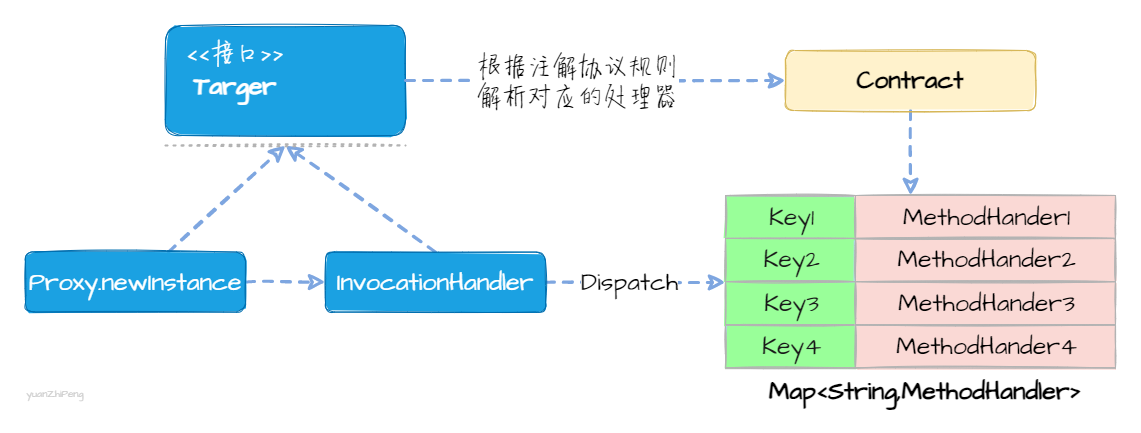 <<接口>>
Targer
根据注解协议规则
解析对应的处理器
Contract
Proxy.newInstance
InvocationHandler
Dispatch
Key1 MethodHander1
Key2 MethodHander2
Key3 MethodHander3
Key4 MethodHander4
Map<String,MethodHandler>
yuanZhiPeng